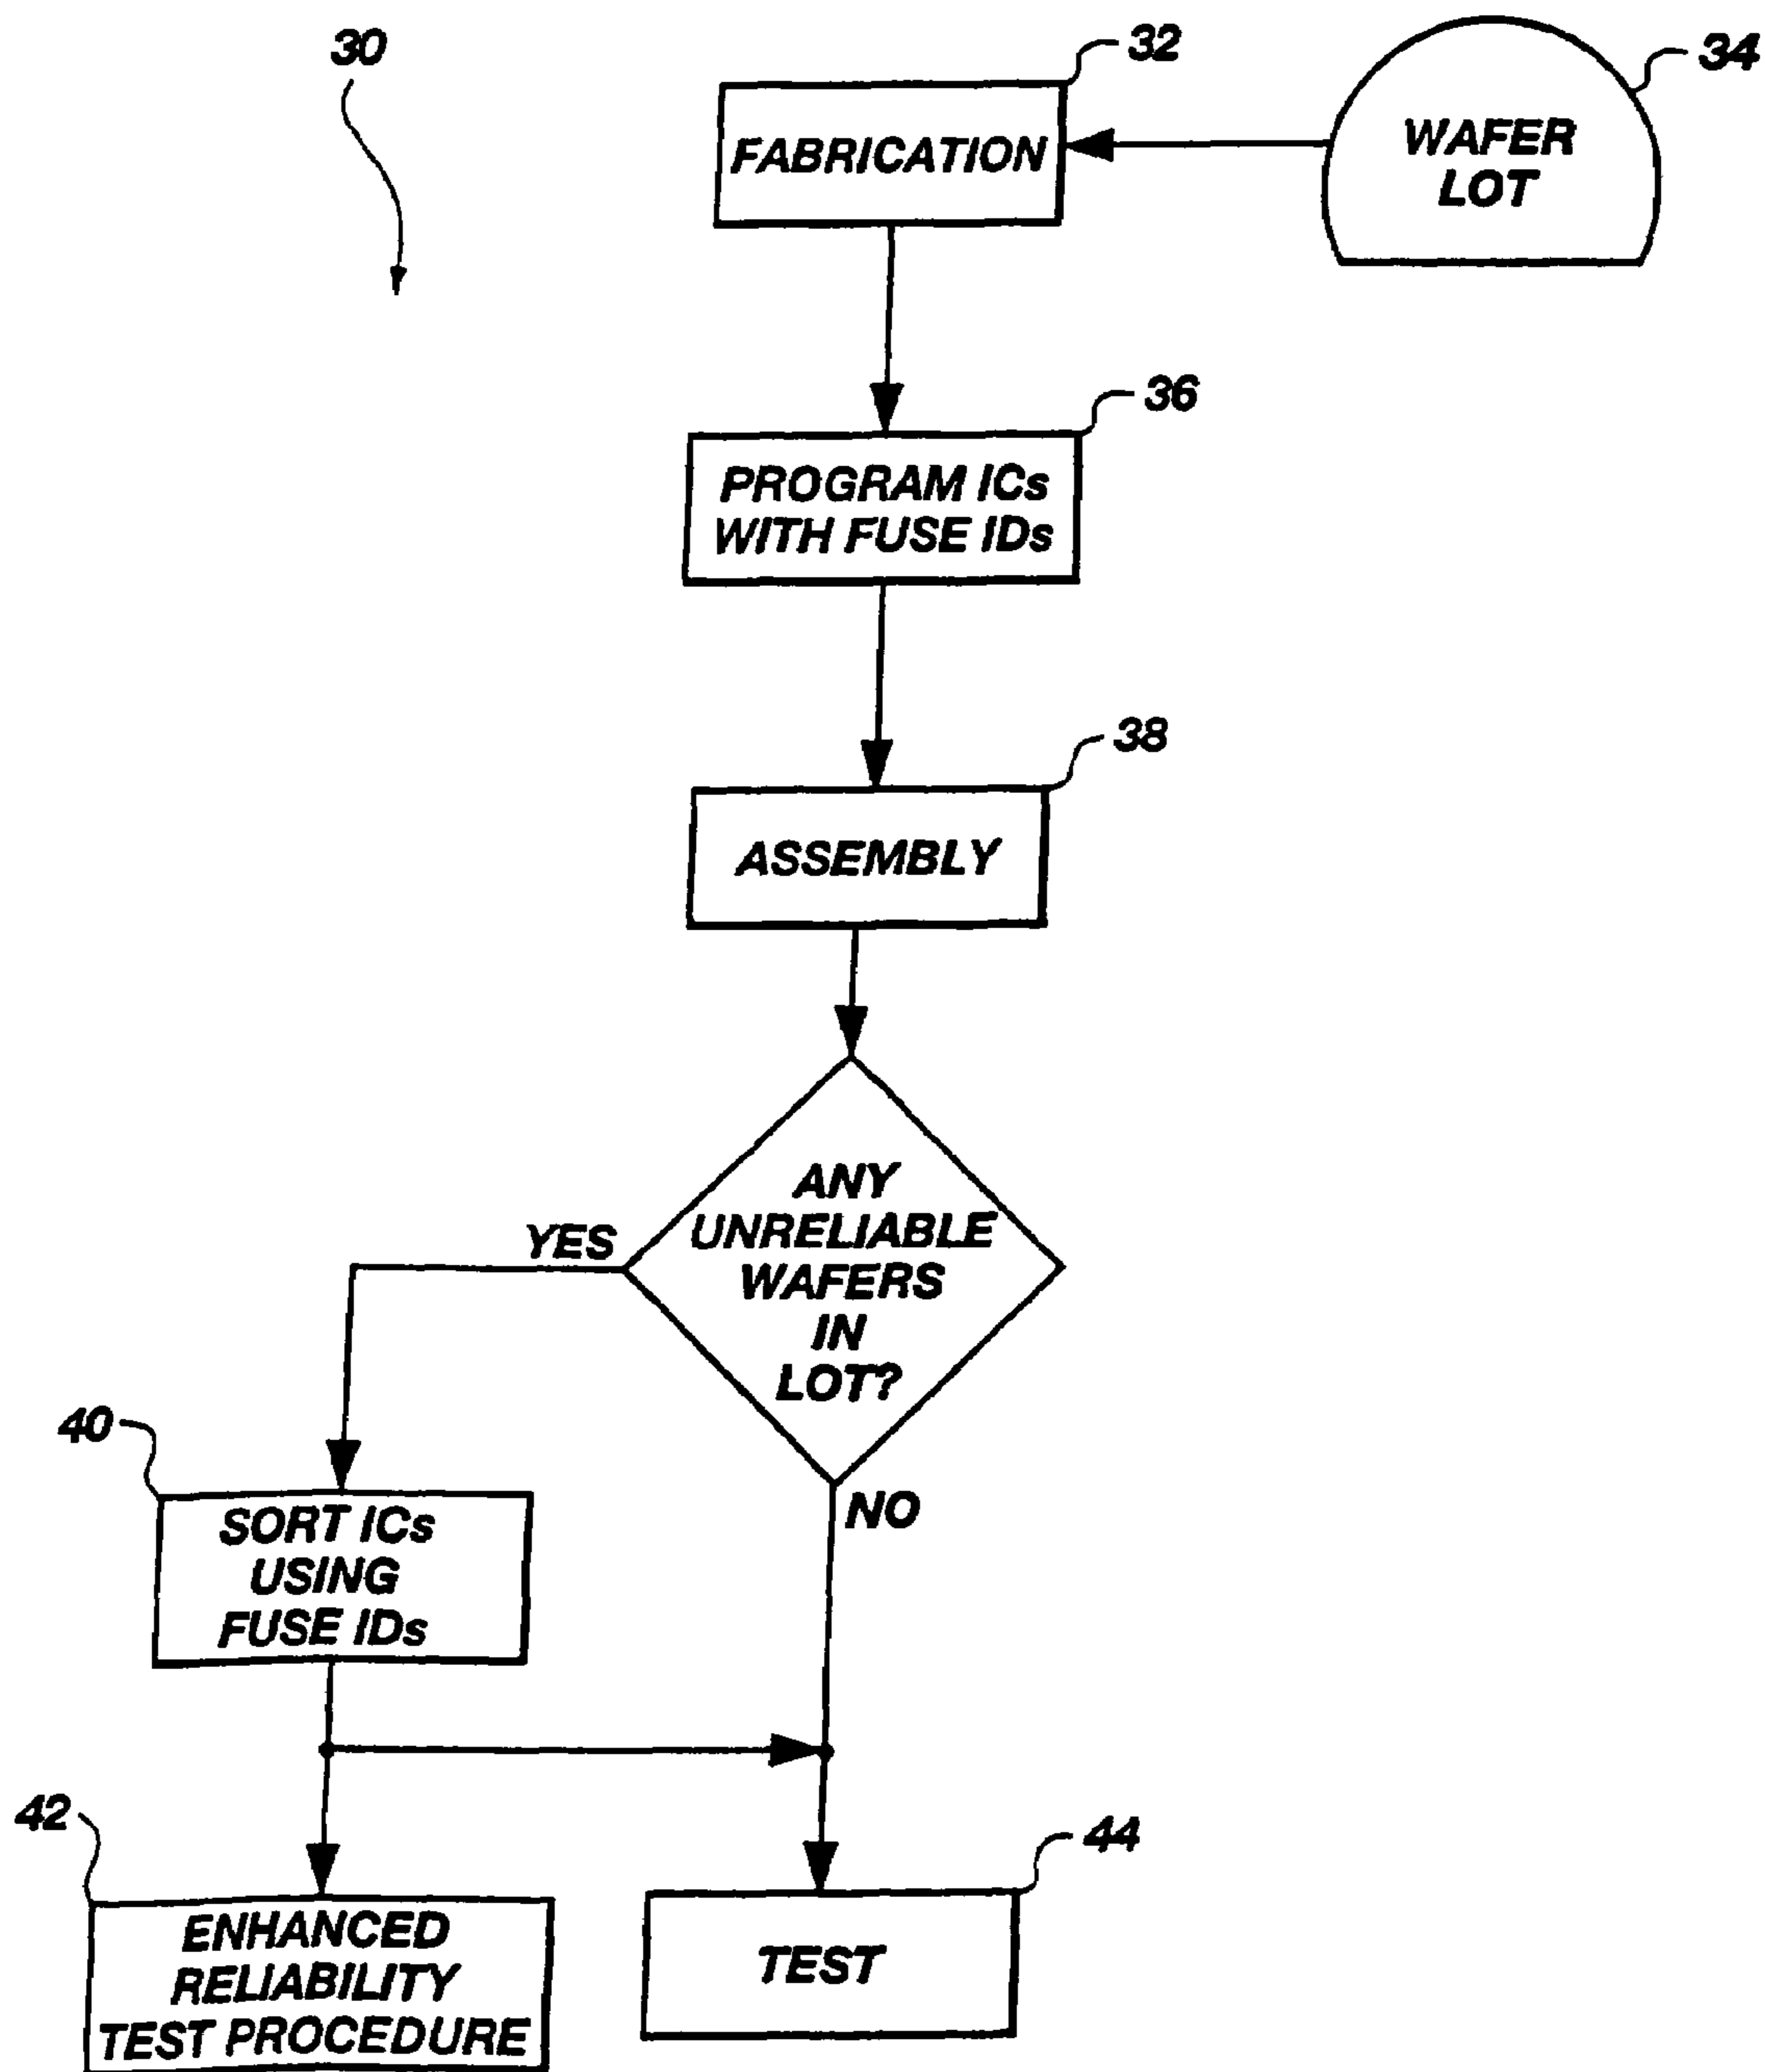 30
32
34
FABRICATION
WAFER
LOT
36
PROGRAM ICs
WITH FUSE IDs
38
ASSEMBLY
ANY
UNRELIABLE
WAFERS
IN
LOT?
YES
NO
40
SORT ICs
USING
FUSE IDs
42
44
ENHANCED
RELIABILITY
TEST PROCEDURE
TEST